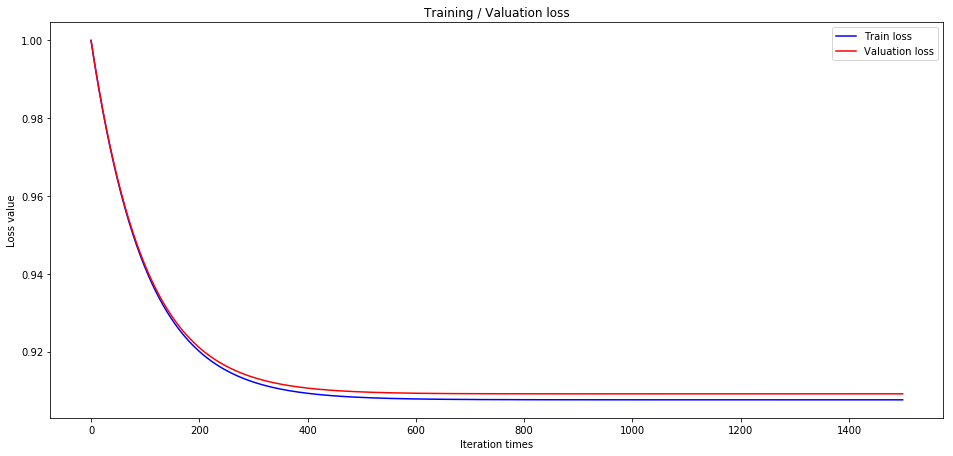 Training / Valuation loss
Train loss
Valuation loss
Loss value
1.00
0.98
0.96
0.94
0.92
0 200 400 600 800 1000 1200 1400
Iteration times